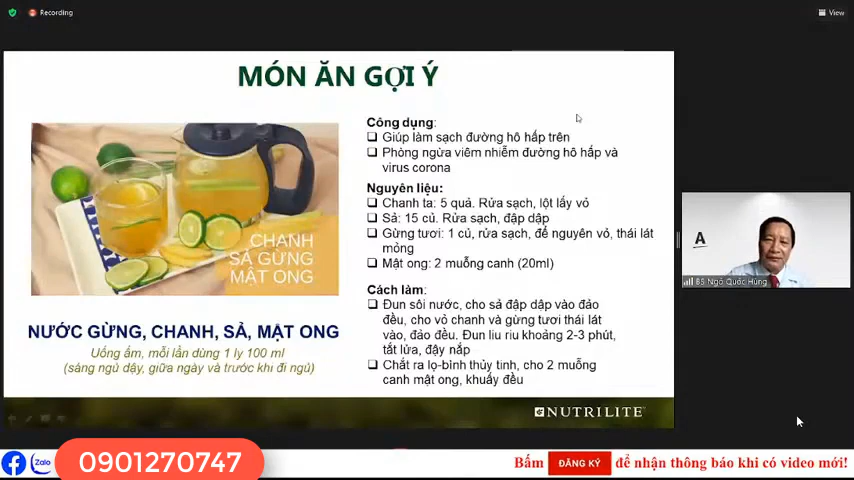 Recording
View
MÓN ĂN GỢI Ý
CHANH
SẢ GỪNG
MẬT ONG
NƯỚC GỪNG, CHANH, SẢ, MẬT ONG
Uống ấm, mỗi lần dùng 1 ly 100 ml
(sáng ngủ dậy, giữa ngày và trước khi đi ngủ)
Công dụng:
Giúp làm sạch đường hô hấp trên
Phòng ngừa viêm nhiễm đường hô hấp và
virus corona
Nguyên liệu:
Chanh ta: 5 quả. Rửa sạch, lột lấy vỏ
Sả: 15 củ. Rửa sạch, đập dập
Gừng tươi: 1 củ, rửa sạch, để nguyên vỏ, thái lát
mỏng
Mật ong: 2 muỗng canh (20ml)
Cách làm:
Đun sôi nước, cho sả đập dập vào đảo
đều, cho vỏ chanh và gừng tươi thái lát
vào, đảo đều. Đun liu riu khoảng 2-3 phút,
tắt lửa, đậy nắp
Chắt ra lọ-bình thủy tinh, cho 2 muỗng
canh mật ong, khuấy đều
NUTRILITE
A
BS Ngô Quốc Hùng
Zalo
0901270747
Bấm ĐĂNG KÝ để nhận thông báo khi có video mới!